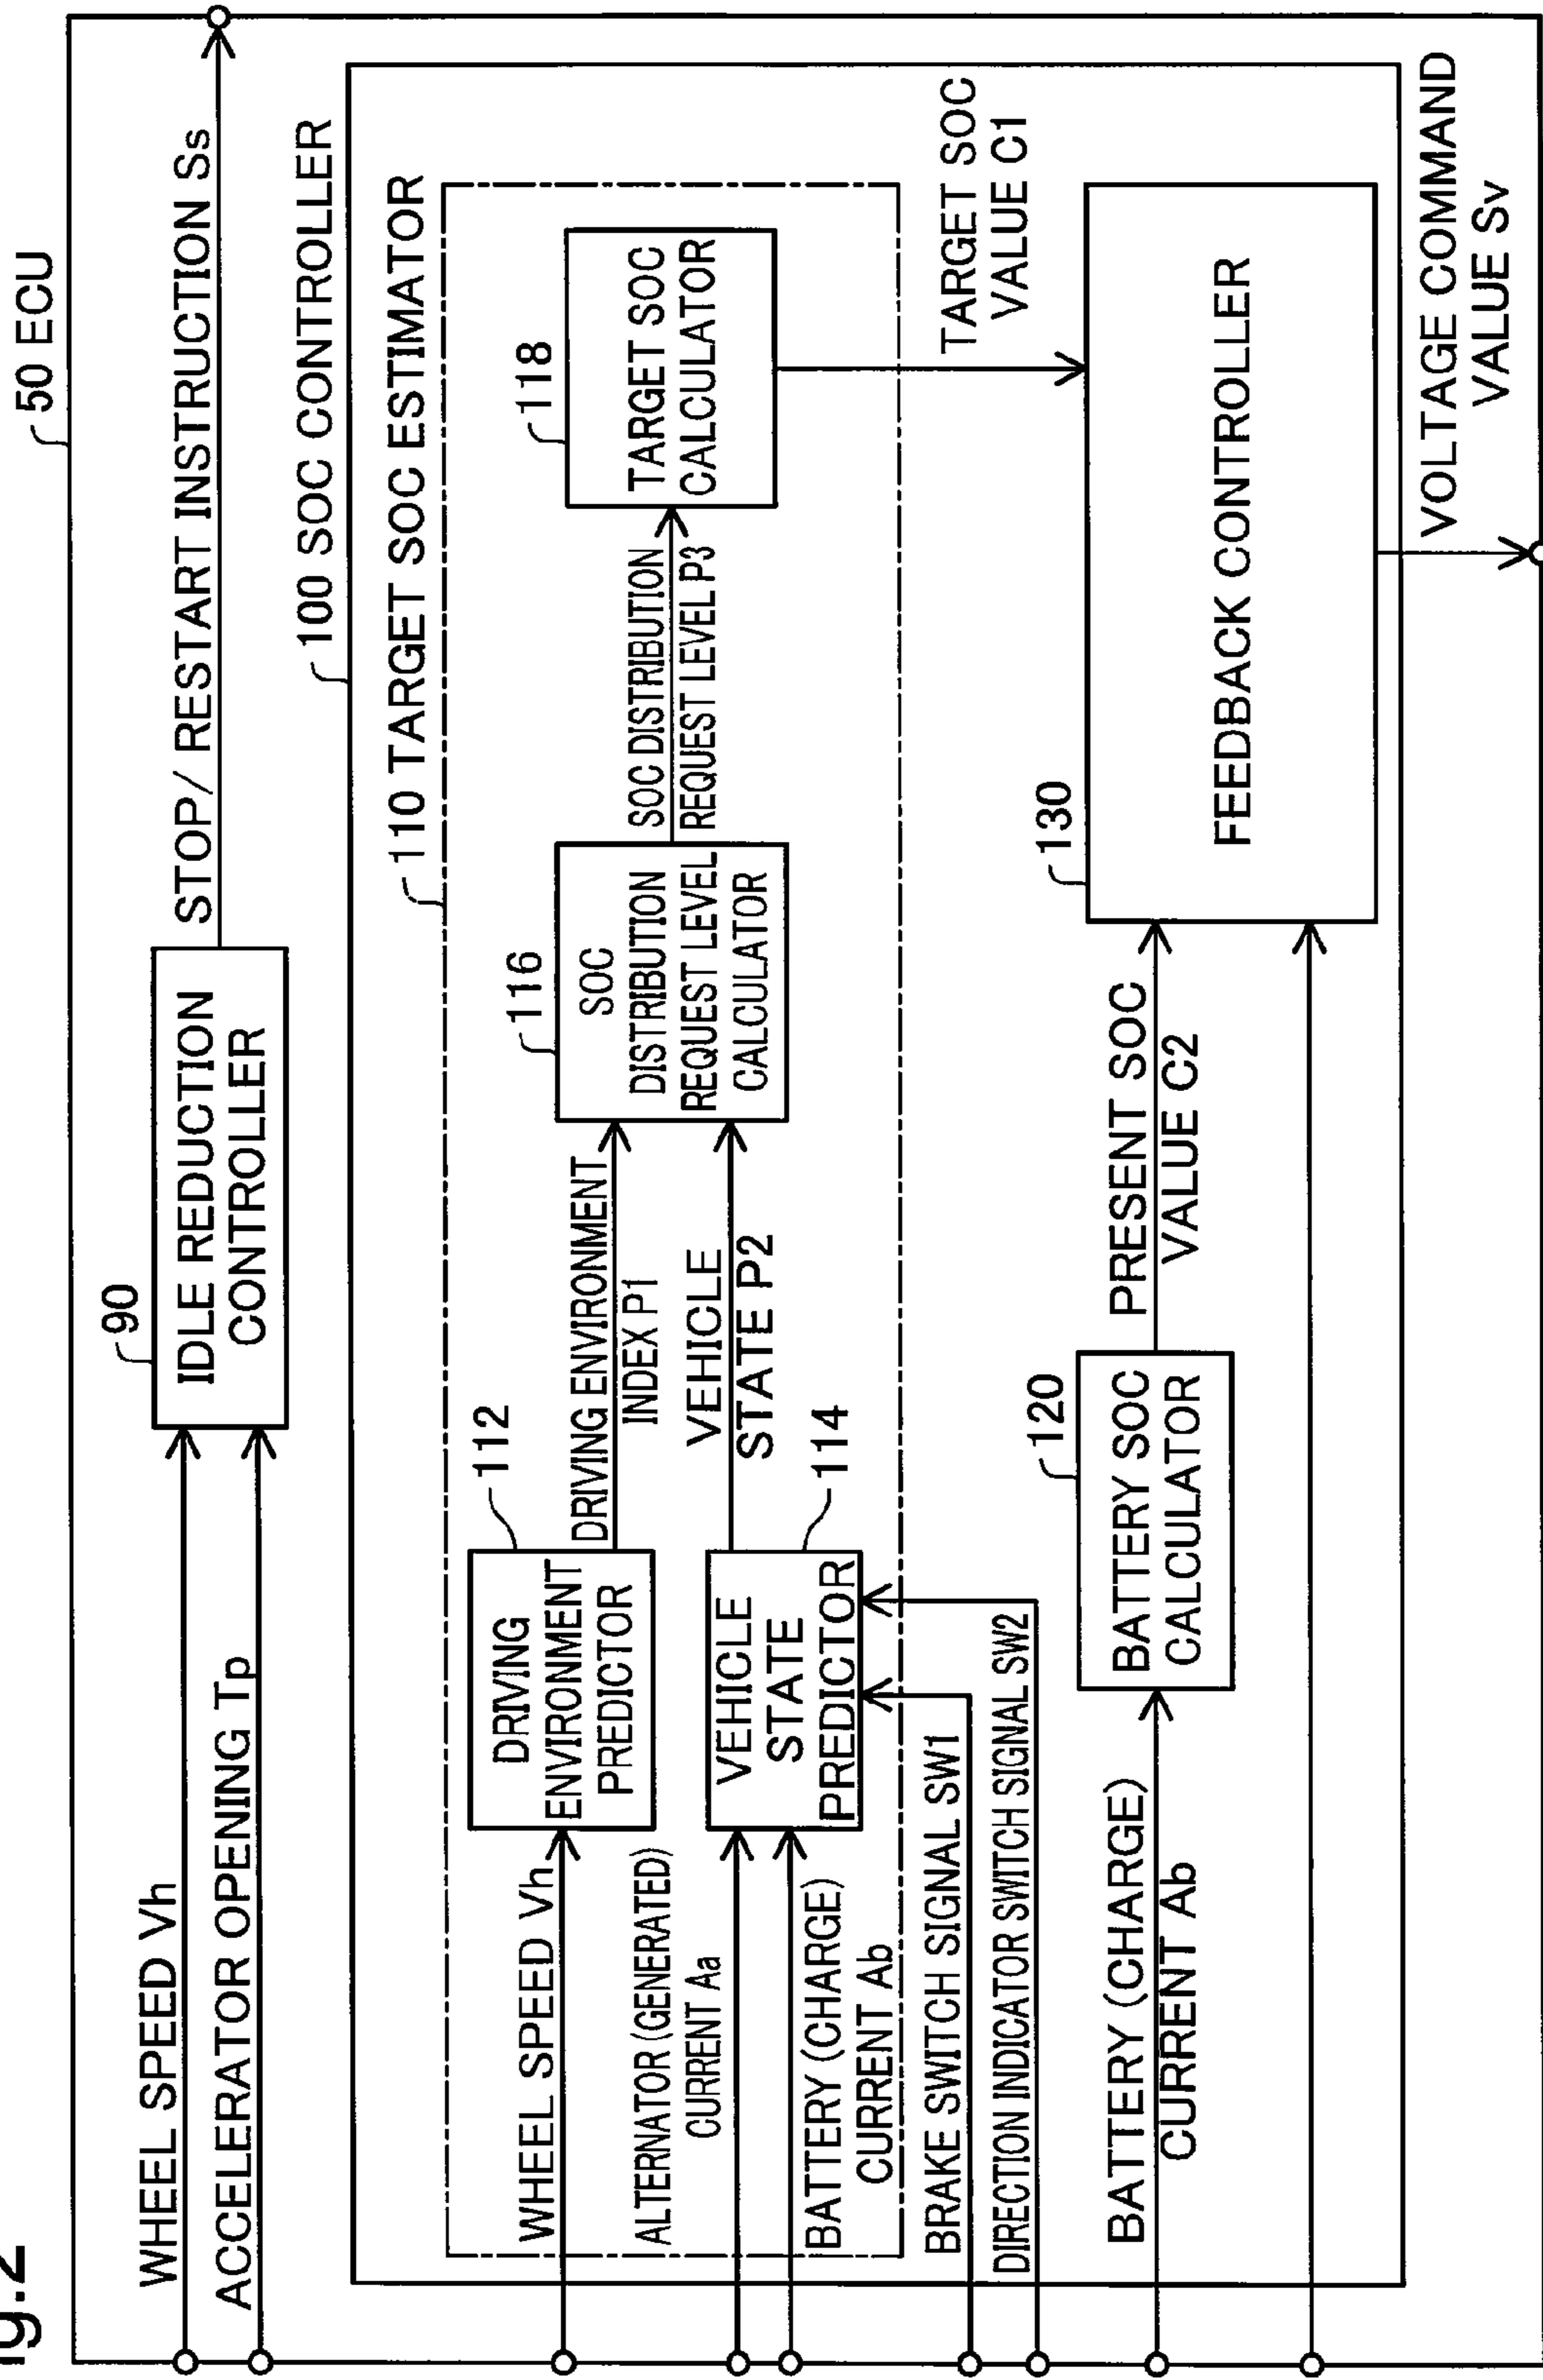 Fig.2
50 ECU
WHEEL SPEED Vh
ACCELERATOR OPENING Tp
90
IDLE REDUCTION
CONTROLLER
STOP/ RESTART INSTRUCTION Ss
100 SOC CONTROLLER
110 TARGET SOC ESTIMATOR
WHEEL SPEED Vh
112
DRIVING
ENVIRONMENT
PREDICTOR
DRIVING ENVIRONMENT
INDEX P1
ALTERNATOR (GENERATED)
CURRENT Aa
BATTERY (CHARGE)
CURRENT Ab
VEHICLE
STATE
PREDICTOR
114
VEHICLE
STATE P2
116
SOC
DISTRIBUTION
REQUEST LEVEL
CALCULATOR
SOC DISTRIBUTION
REQUEST LEVEL P3
118
TARGET SOC
CALCULATOR
BRAKE SWITCH SIGNAL SW1
DIRECTION INDICATOR SWITCH SIGNAL SW2
TARGET SOC
VALUE C1
BATTERY (CHARGE)
CURRENT Ab
120
BATTERY SOC
CALCULATOR
PRESENT SOC
VALUE C2
130
FEEDBACK CONTROLLER
VOLTAGE COMMAND
VALUE Sv